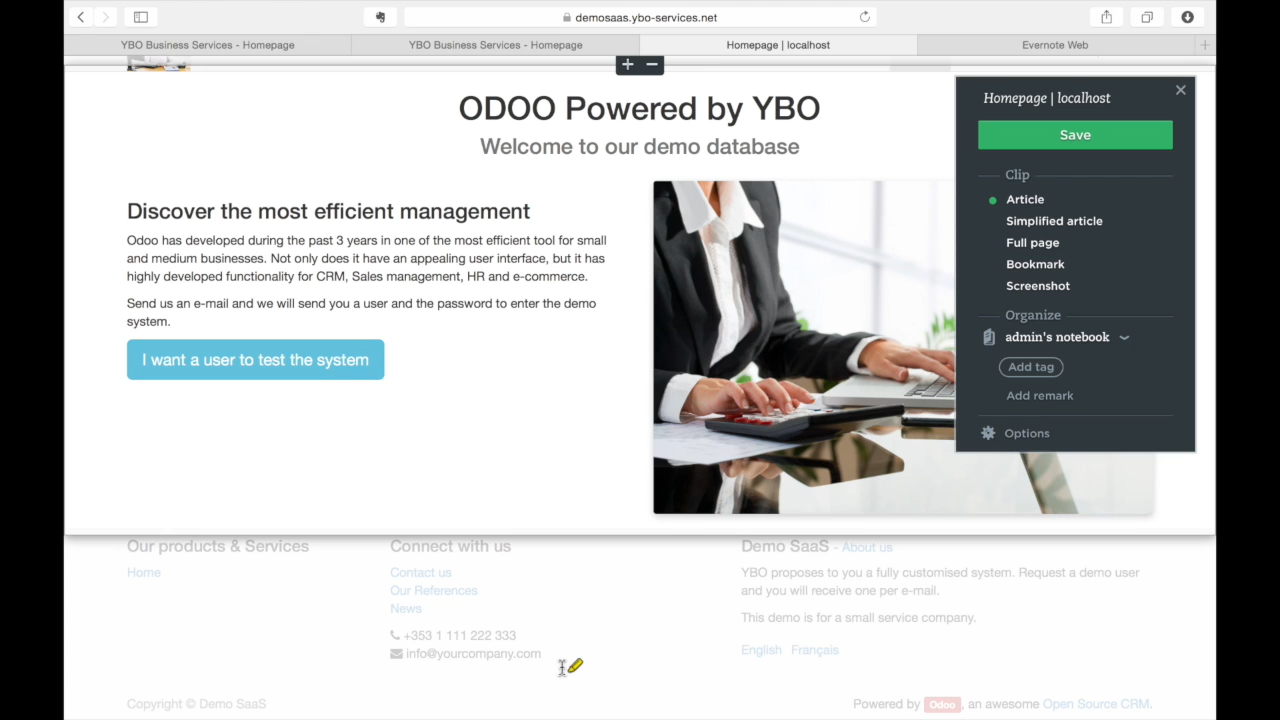 demosaas.ybo-services.net
YBO Business Services - Homepage
YBO Business Services - Homepage
Homepage | localhost
Evernote Web
ODOO Powered by YBO
Welcome to our demo database
Discover the most efficient management
Odoo has developed during the past 3 years in one of the most efficient tool for small
and medium businesses. Not only does it have an appealing user interface, but it has
highly developed functionality for CRM, Sales management, HR and e-commerce.
Send us an e-mail and we will send you a user and the password to enter the demo
system.
I want a user to test the system
Homepage | localhost
Save
Clip
Article
Simplified article
Full page
Bookmark
Screenshot
Organize
admin's notebook
Add tag
Add remark
Options
Our products & Services
Home
Connect with us
Contact us
Our References
News
+353 1 111 222 333
info@yourcompany.com
Demo SaaS - About us
YBO proposes to you a fully customised system. Request a demo user
and you will receive one per e-mail.
This demo is for a small service company.
English Français
Copyright © Demo SaaS
Powered by Odoo, an awesome Open Source CRM.